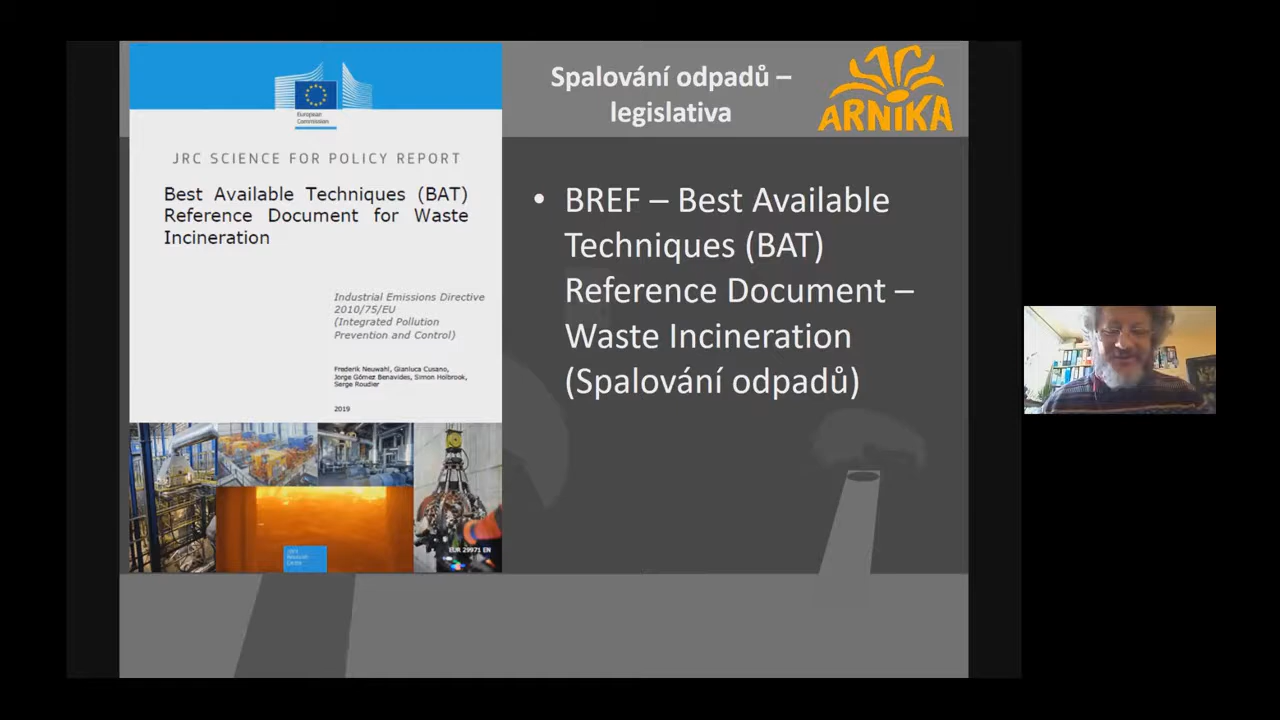 European
Commission
JRC SCIENCE FOR POLICY REPORT
Best Available Techniques (BAT)
Reference Document for Waste
Incineration
Industrial Emissions Directive
2010/75/EU
(Integrated Pollution
Prevention and Control)
Frederik Neuwahl, Gianluca Cusano,
Jorge Gómez Benavides, Simon Holbrook,
Serge Roudier
2019
EUR 29971 EN
Spalování odpadů –
legislativa
ARNIKA
• BREF – Best Available
Techniques (BAT)
Reference Document –
Waste Incineration
(Spalování odpadů)